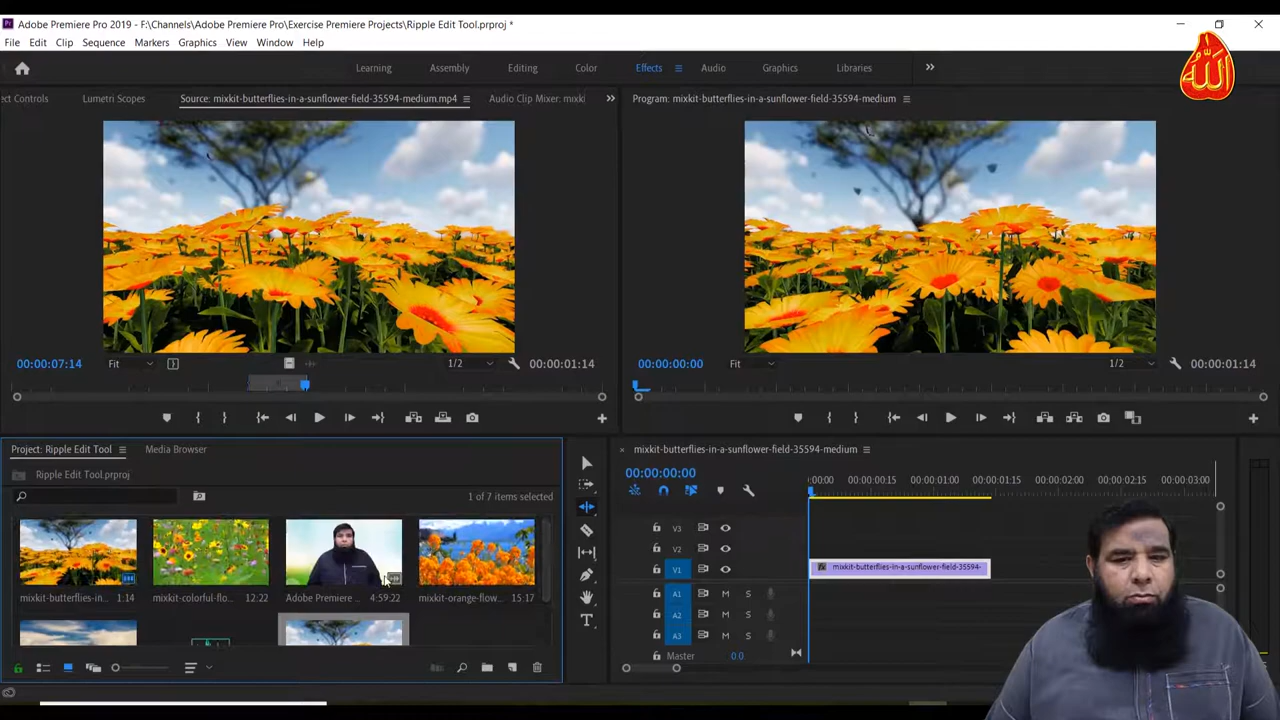 Adobe Premiere Pro 2019 - F:\Channels\Adobe Premiere Pro\Exercise Premiere Projects\Ripple Edit Tool.prproj *
File Edit Clip Sequence Markers Graphics View Window Help
الله
Learning Assembly Editing Color Effects Audio Graphics Libraries
ect Controls Lumetri Scopes Source: mixkit-butterflies-in-a-sunflower-field-35594-medium.mp4 Audio Clip Mixer: mixki
Program: mixkit-butterflies-in-a-sunflower-field-35594-medium
00:00:07:14 Fit 1/2 00:00:01:14
00:00:00:00 Fit 1/2 00:00:01:14
Project: Ripple Edit Tool Media Browser
Ripple Edit Tool.prproj
1 of 7 items selected
mixkit-butterflies-in... 1:14 mixkit-colorful-flo... 12:22 Adobe Premiere ... 4:59:22 mixkit-orange-flow... 15:17
mixkit-butterflies-in-a-sunflower-field-35594-medium
00:00:00:00
:00:00 00:00:00:15 00:00:01:00 00:00:01:15 00:00:02:00 00:00:02:15 00:00:03:00
V3
V2
V1 mixkit-butterflies-in-a-sunflower-field-35594-
A1 M S
A2 M S
A3 M S
Master 0.0